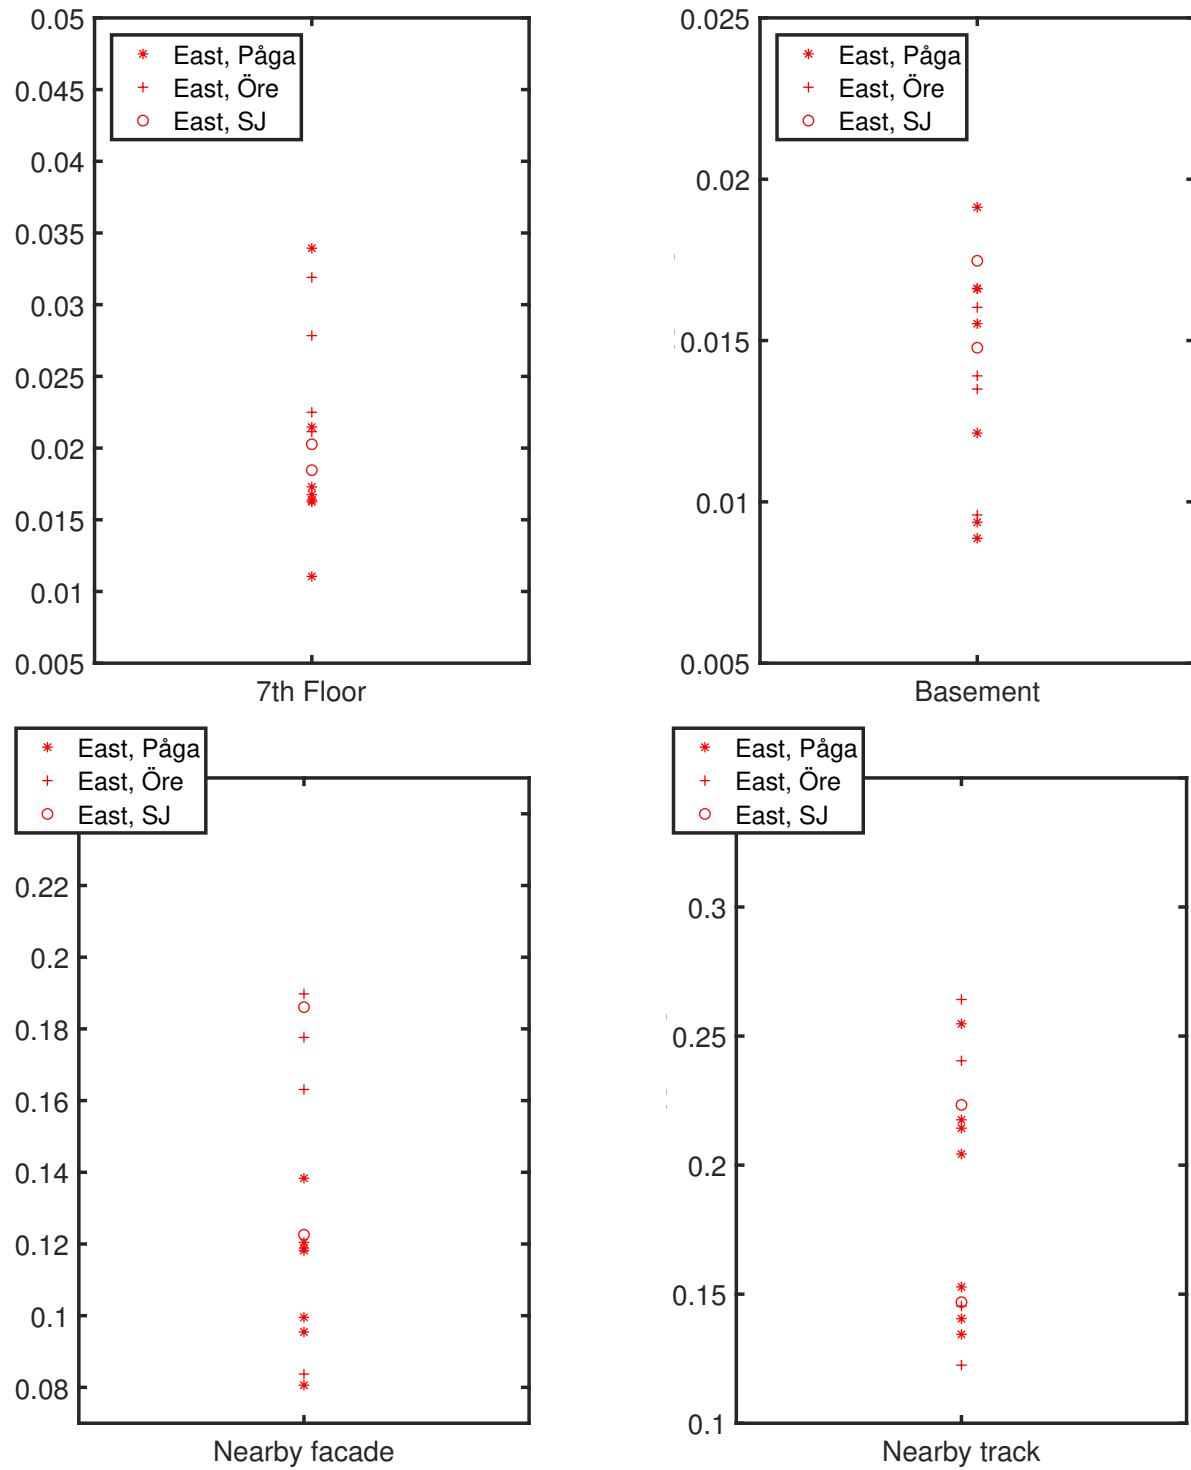 0.05
East, Påga
East, Öre
East, SJ
0.045
0.04
0.035
0.03
0.025
0.02
0.015
0.01
0.005
7th Floor
0.025
East, Påga
East, Öre
East, SJ
0.02
0.015
0.01
0.005
Basement
East, Påga
East, Öre
East, SJ
0.22
0.2
0.18
0.16
0.14
0.12
0.1
0.08
Nearby facade
East, Påga
East, Öre
East, SJ
0.3
0.25
0.2
0.15
0.1
Nearby track